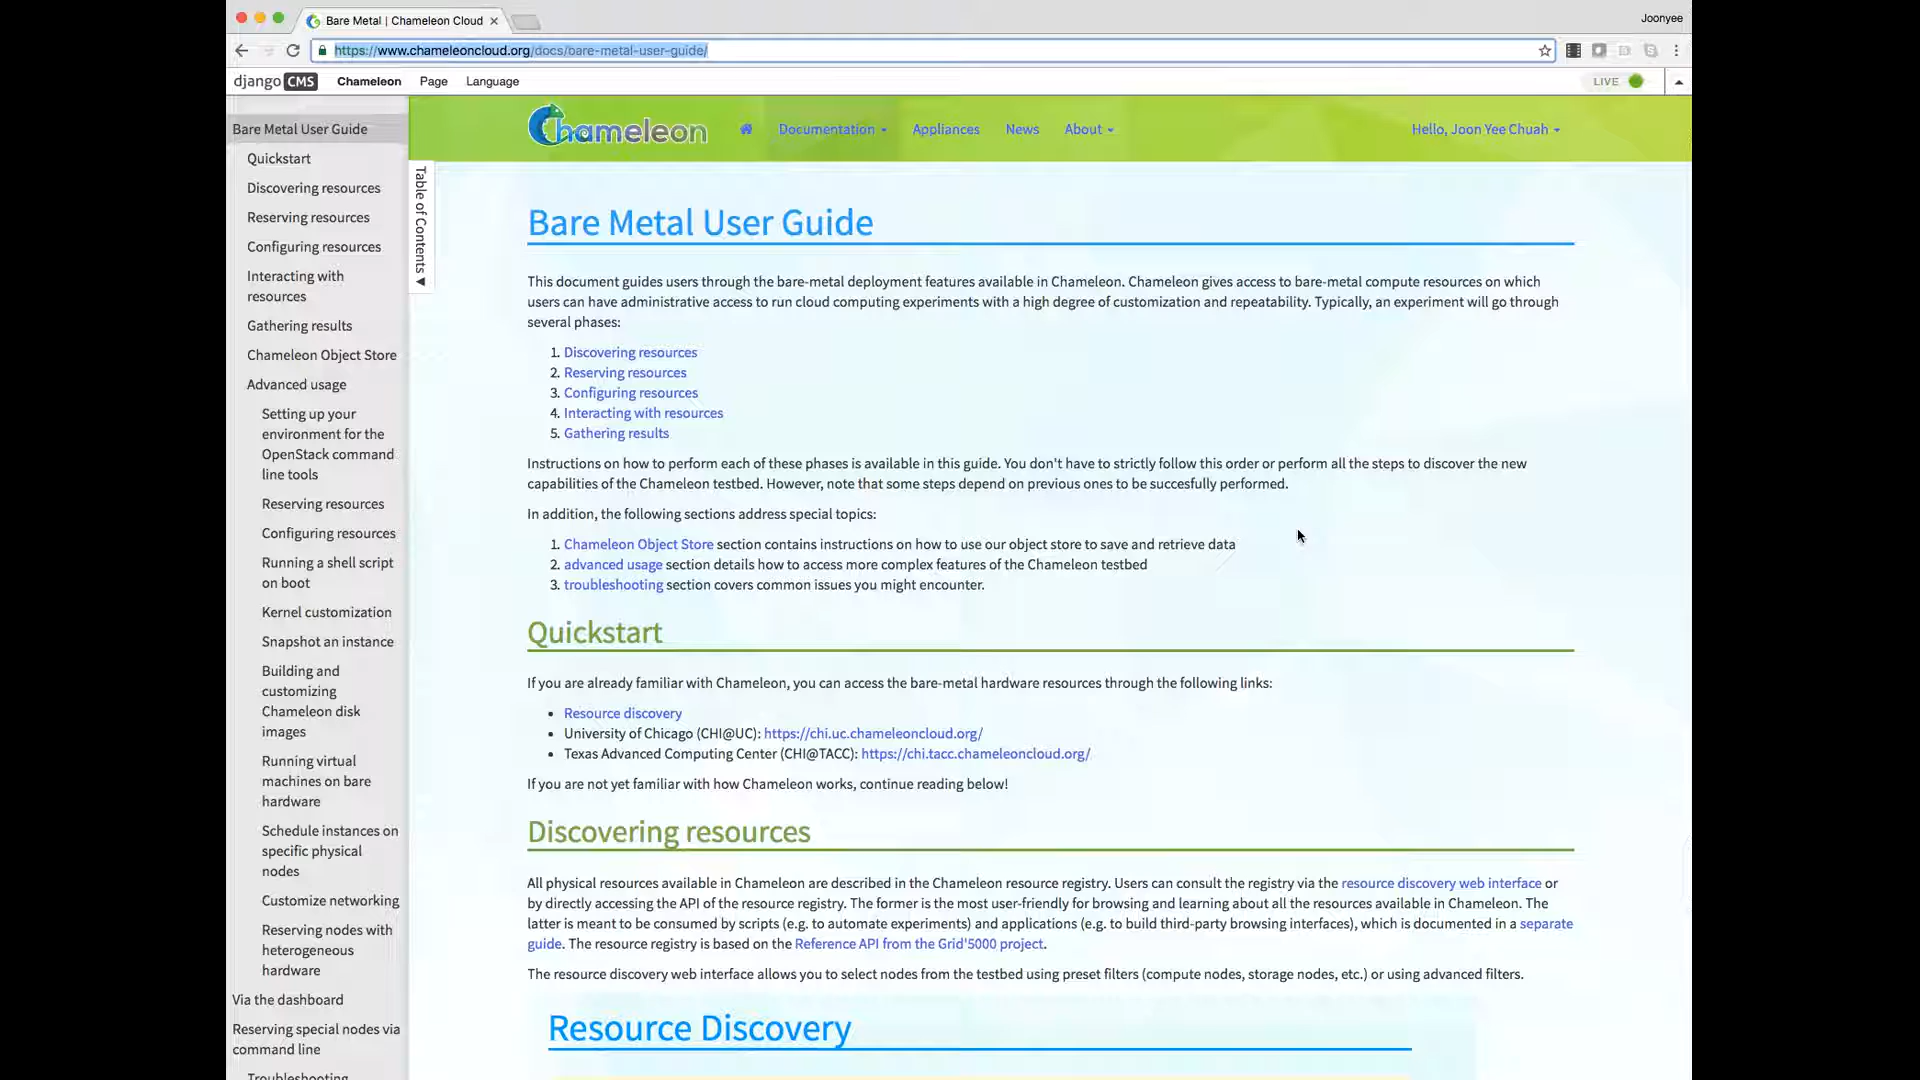 Bare Metal | Chameleon Cloud
Joonyee
https://www.chameleoncloud.org/docs/bare-metal-user-guide/
django CMS Chameleon Page Language
LIVE
Bare Metal User Guide
Quickstart
Discovering resources
Reserving resources
Configuring resources
Interacting with
resources
Gathering results
Chameleon Object Store
Advanced usage
Setting up your
environment for the
OpenStack command
line tools
Reserving resources
Configuring resources
Running a shell script
on boot
Kernel customization
Snapshot an instance
Building and
customizing
Chameleon disk
images
Running virtual
machines on bare
hardware
Schedule instances on
specific physical
nodes
Customize networking
Reserving nodes with
heterogeneous
hardware
Via the dashboard
Reserving special nodes via
command line
Troubleshooting
Table of Contents
Chameleon
Documentation Appliances News About
Hello, Joon Yee Chuah
Bare Metal User Guide
This document guides users through the bare-metal deployment features available in Chameleon. Chameleon gives access to bare-metal compute resources on which
users can have administrative access to run cloud computing experiments with a high degree of customization and repeatability. Typically, an experiment will go through
several phases:
1. Discovering resources
2. Reserving resources
3. Configuring resources
4. Interacting with resources
5. Gathering results
Instructions on how to perform each of these phases is available in this guide. You don't have to strictly follow this order or perform all the steps to discover the new
capabilities of the Chameleon testbed. However, note that some steps depend on previous ones to be succesfully performed.
In addition, the following sections address special topics:
1. Chameleon Object Store section contains instructions on how to use our object store to save and retrieve data
2. advanced usage section details how to access more complex features of the Chameleon testbed
3. troubleshooting section covers common issues you might encounter.
Quickstart
If you are already familiar with Chameleon, you can access the bare-metal hardware resources through the following links:
• Resource discovery
• University of Chicago (CHI@UC): https://chi.uc.chameleoncloud.org/
• Texas Advanced Computing Center (CHI@TACC): https://chi.tacc.chameleoncloud.org/
If you are not yet familiar with how Chameleon works, continue reading below!
Discovering resources
All physical resources available in Chameleon are described in the Chameleon resource registry. Users can consult the registry via the resource discovery web interface or
by directly accessing the API of the resource registry. The former is the most user-friendly for browsing and learning about all the resources available in Chameleon. The
latter is meant to be consumed by scripts (e.g. to automate experiments) and applications (e.g. to build third-party browsing interfaces), which is documented in a separate
guide. The resource registry is based on the Reference API from the Grid'5000 project.
The resource discovery web interface allows you to select nodes from the testbed using preset filters (compute nodes, storage nodes, etc.) or using advanced filters.
Resource Discovery